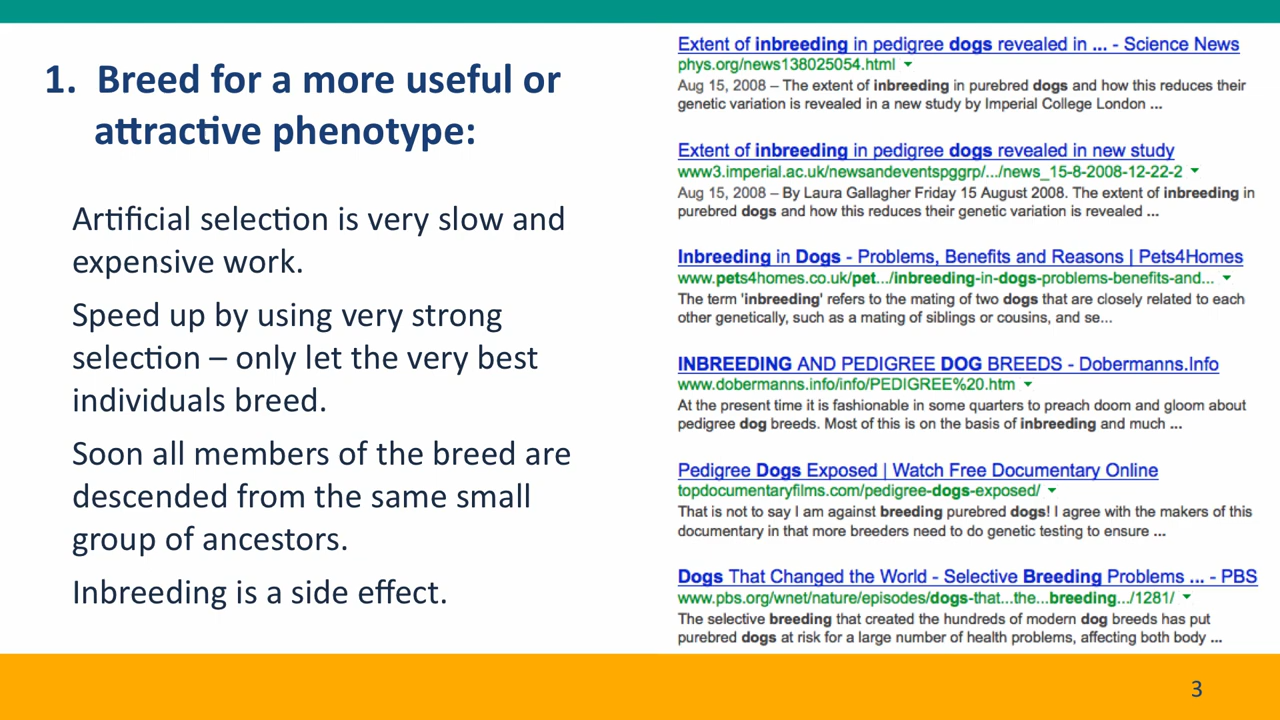 1. Breed for a more useful or
attractive phenotype:
Artificial selection is very slow and
expensive work.
Speed up by using very strong
selection – only let the very best
individuals breed.
Soon all members of the breed are
descended from the same small
group of ancestors.
Inbreeding is a side effect.
Extent of inbreeding in pedigree dogs revealed in ... - Science News
phys.org/news138025054.html
Aug 15, 2008 – The extent of inbreeding in purebred dogs and how this reduces their
genetic variation is revealed in a new study by Imperial College London ...
Extent of inbreeding in pedigree dogs revealed in new study
www3.imperial.ac.uk/newsandeventspggrp/.../news_15-8-2008-12-22-2
Aug 15, 2008 – By Laura Gallagher Friday 15 August 2008. The extent of inbreeding in
purebred dogs and how this reduces their genetic variation is revealed ...
Inbreeding in Dogs - Problems, Benefits and Reasons | Pets4Homes
www.pets4homes.co.uk/pet.../inbreeding-in-dogs-problems-benefits-and...
The term 'inbreeding' refers to the mating of two dogs that are closely related to each
other genetically, such as a mating of siblings or cousins, and se...
INBREEDING AND PEDIGREE DOG BREEDS - Dobermanns.Info
www.dobermanns.info/info/PEDIGREE%20.htm
At the present time it is fashionable in some quarters to preach doom and gloom about
pedigree dog breeds. Most of this is on the basis of inbreeding and much ...
Pedigree Dogs Exposed | Watch Free Documentary Online
topdocumentaryfilms.com/pedigree-dogs-exposed/
That is not to say I am against breeding purebred dogs! I agree with the makers of this
documentary in that more breeders need to do genetic testing to ensure ...
Dogs That Changed the World - Selective Breeding Problems ... - PBS
www.pbs.org/wnet/nature/episodes/dogs-that...the...breeding.../1281/
The selective breeding that created the hundreds of modern dog breeds has put
purebred dogs at risk for a large number of health problems, affecting both body ...
3